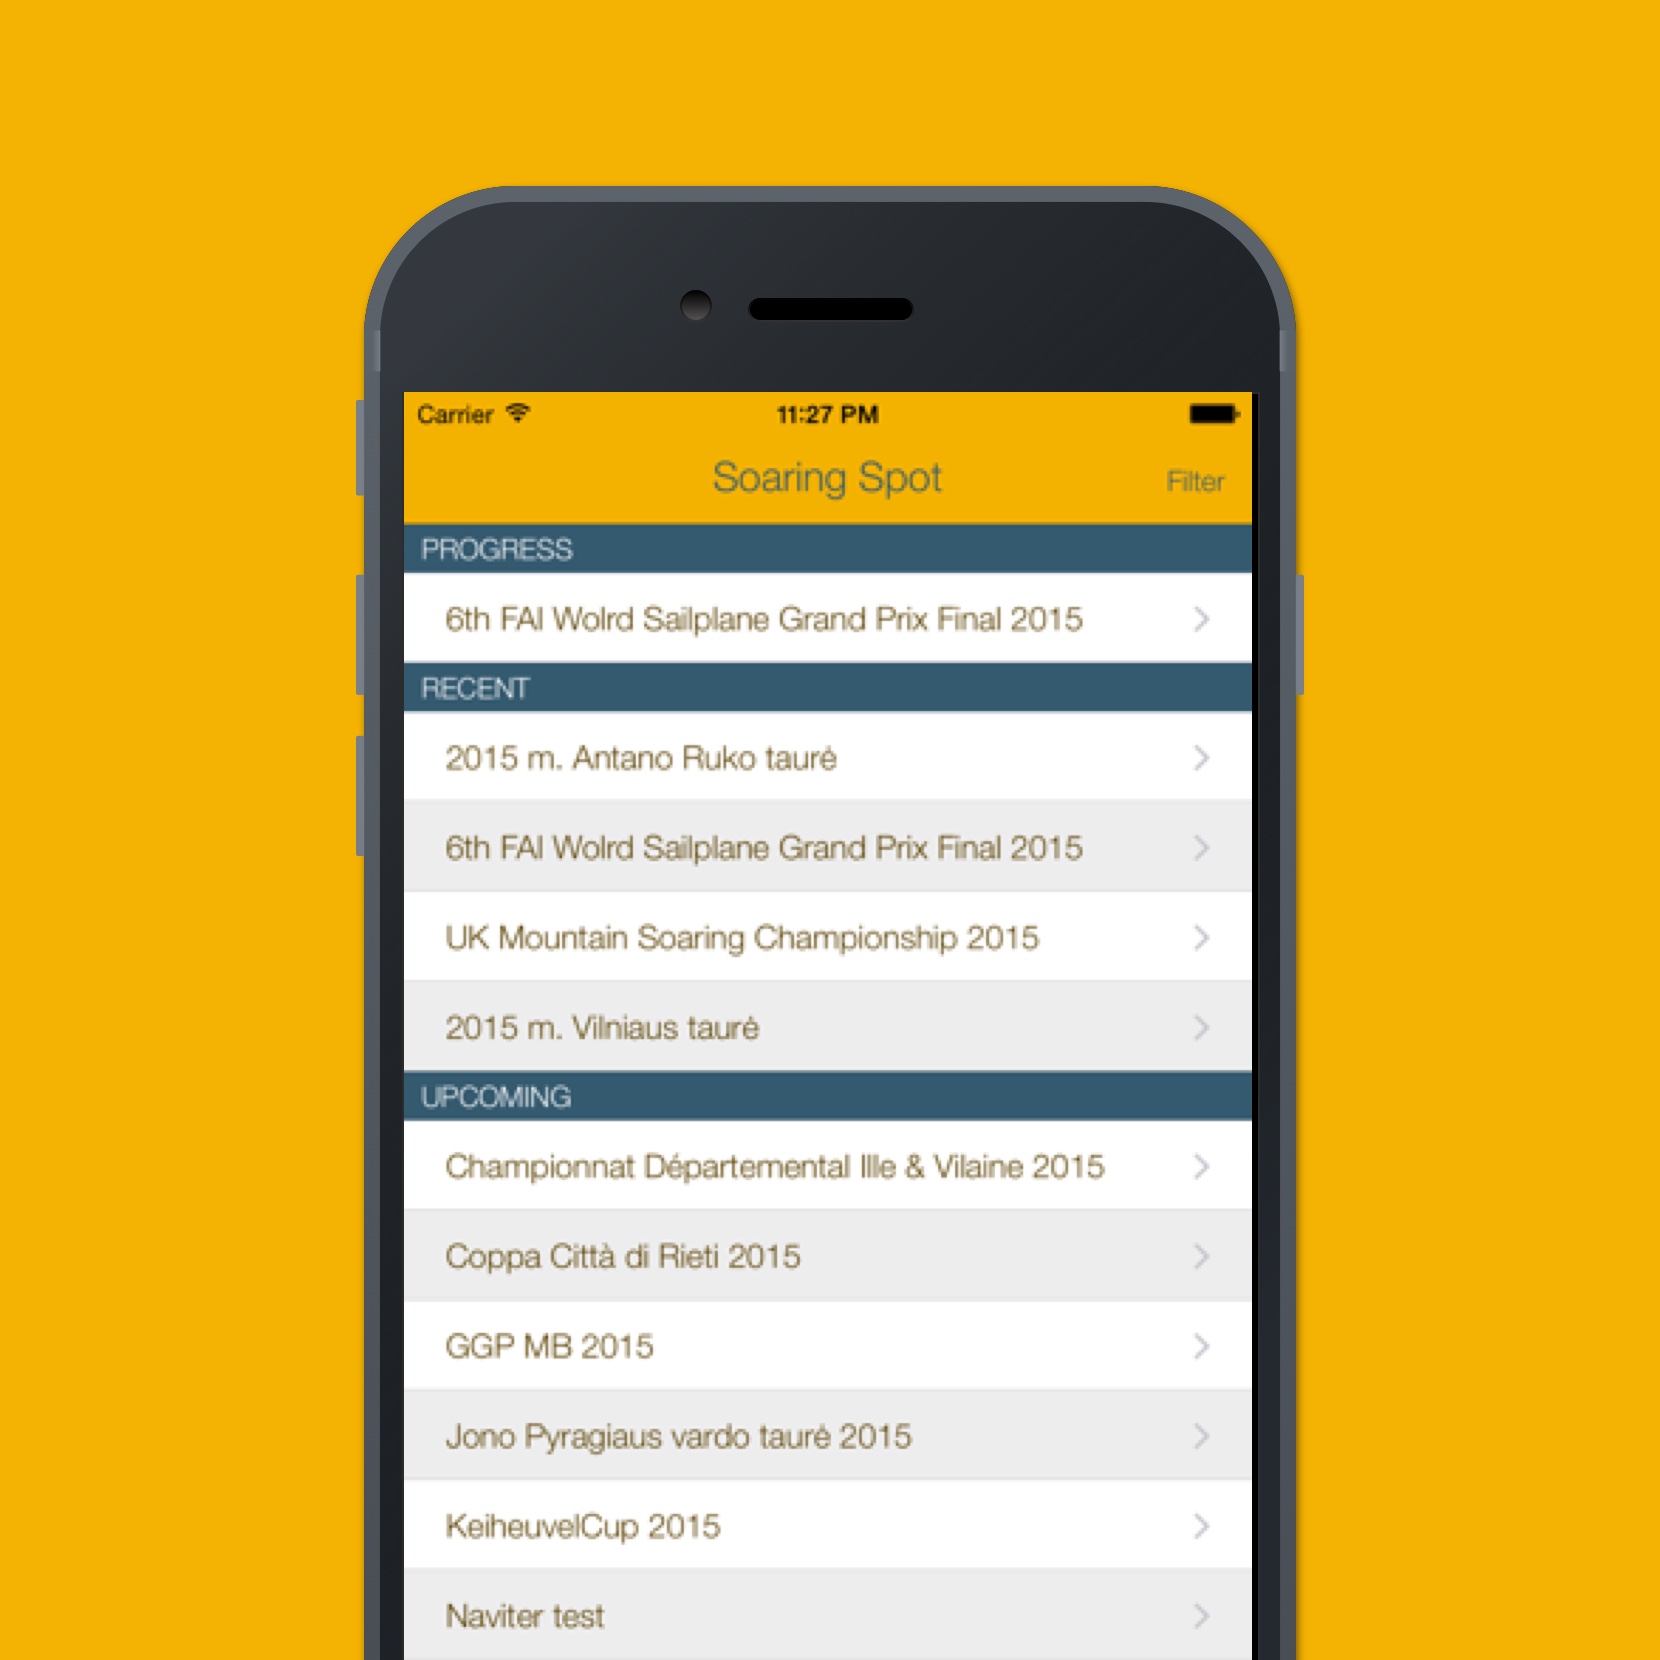 Carrier
11:27 PM
Soaring Spot
Filter
PROGRESS
6th FAI Wolrd Sailplane Grand Prix Final 2015
RECENT
2015 m. Antano Ruko taurė
6th FAI Wolrd Sailplane Grand Prix Final 2015
UK Mountain Soaring Championship 2015
2015 m. Vilniaus taurė
UPCOMING
Championnat Départemental Ille & Vilaine 2015
Coppa Città di Rieti 2015
GGP MB 2015
Jono Pyragiaus vardo taurė 2015
KeiheuvelCup 2015
Naviter test